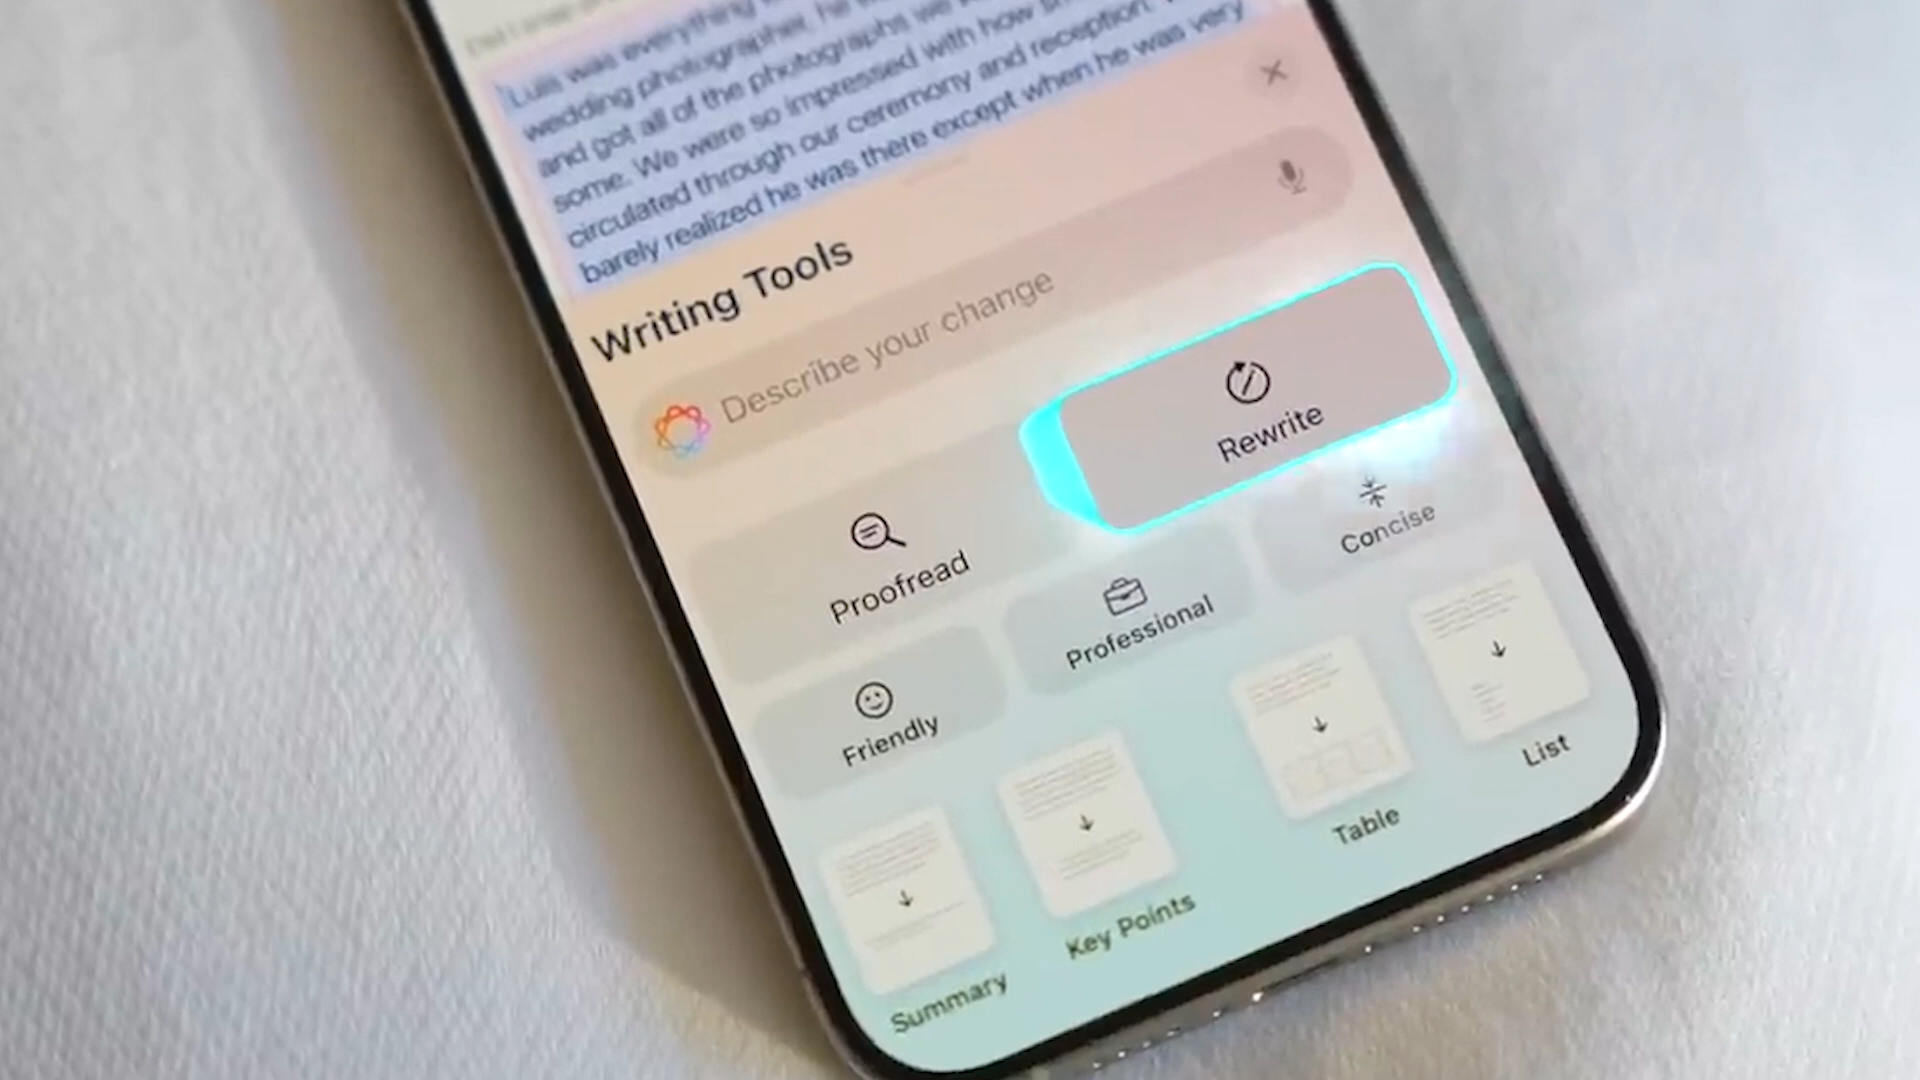 Luis was everything
wedding photographer, he
and got all of the photographs we
some. We were so impressed with how
circulated through our ceremony and reception.
barely realized he was there except when he was very
Writing Tools
Describe your change
Proofread
Rewrite
Friendly
Professional
Concise
Summary
Key Points
Table
List